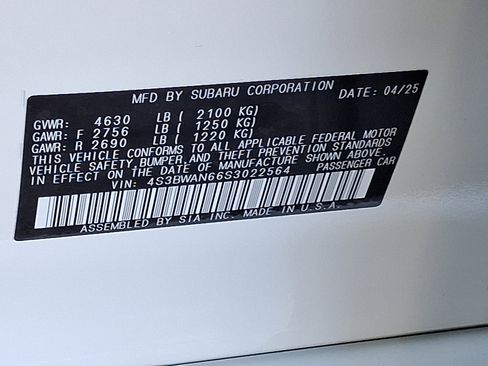 MFD BY SUBARU CORPORATION DATE: 04/25
GVWR: 4630 LB ( 2100 KG)
GAWR: F 2756 LB ( 1250 KG)
GAWR: R 2690 LB ( 1220 KG)
THIS VEHICLE CONFORMS TO ALL APPLICABLE FEDERAL MOTOR
VEHICLE SAFETY,BUMPER,AND THEFT PREVENTION STANDARDS
IN EFFECT ON THE DATE OF MANUFACTURE SHOWN ABOVE.
VIN: 4S3BWAN66S3022564 PASSENGER CAR
ASSEMBLED BY SIA INC. MADE IN U.S.A.